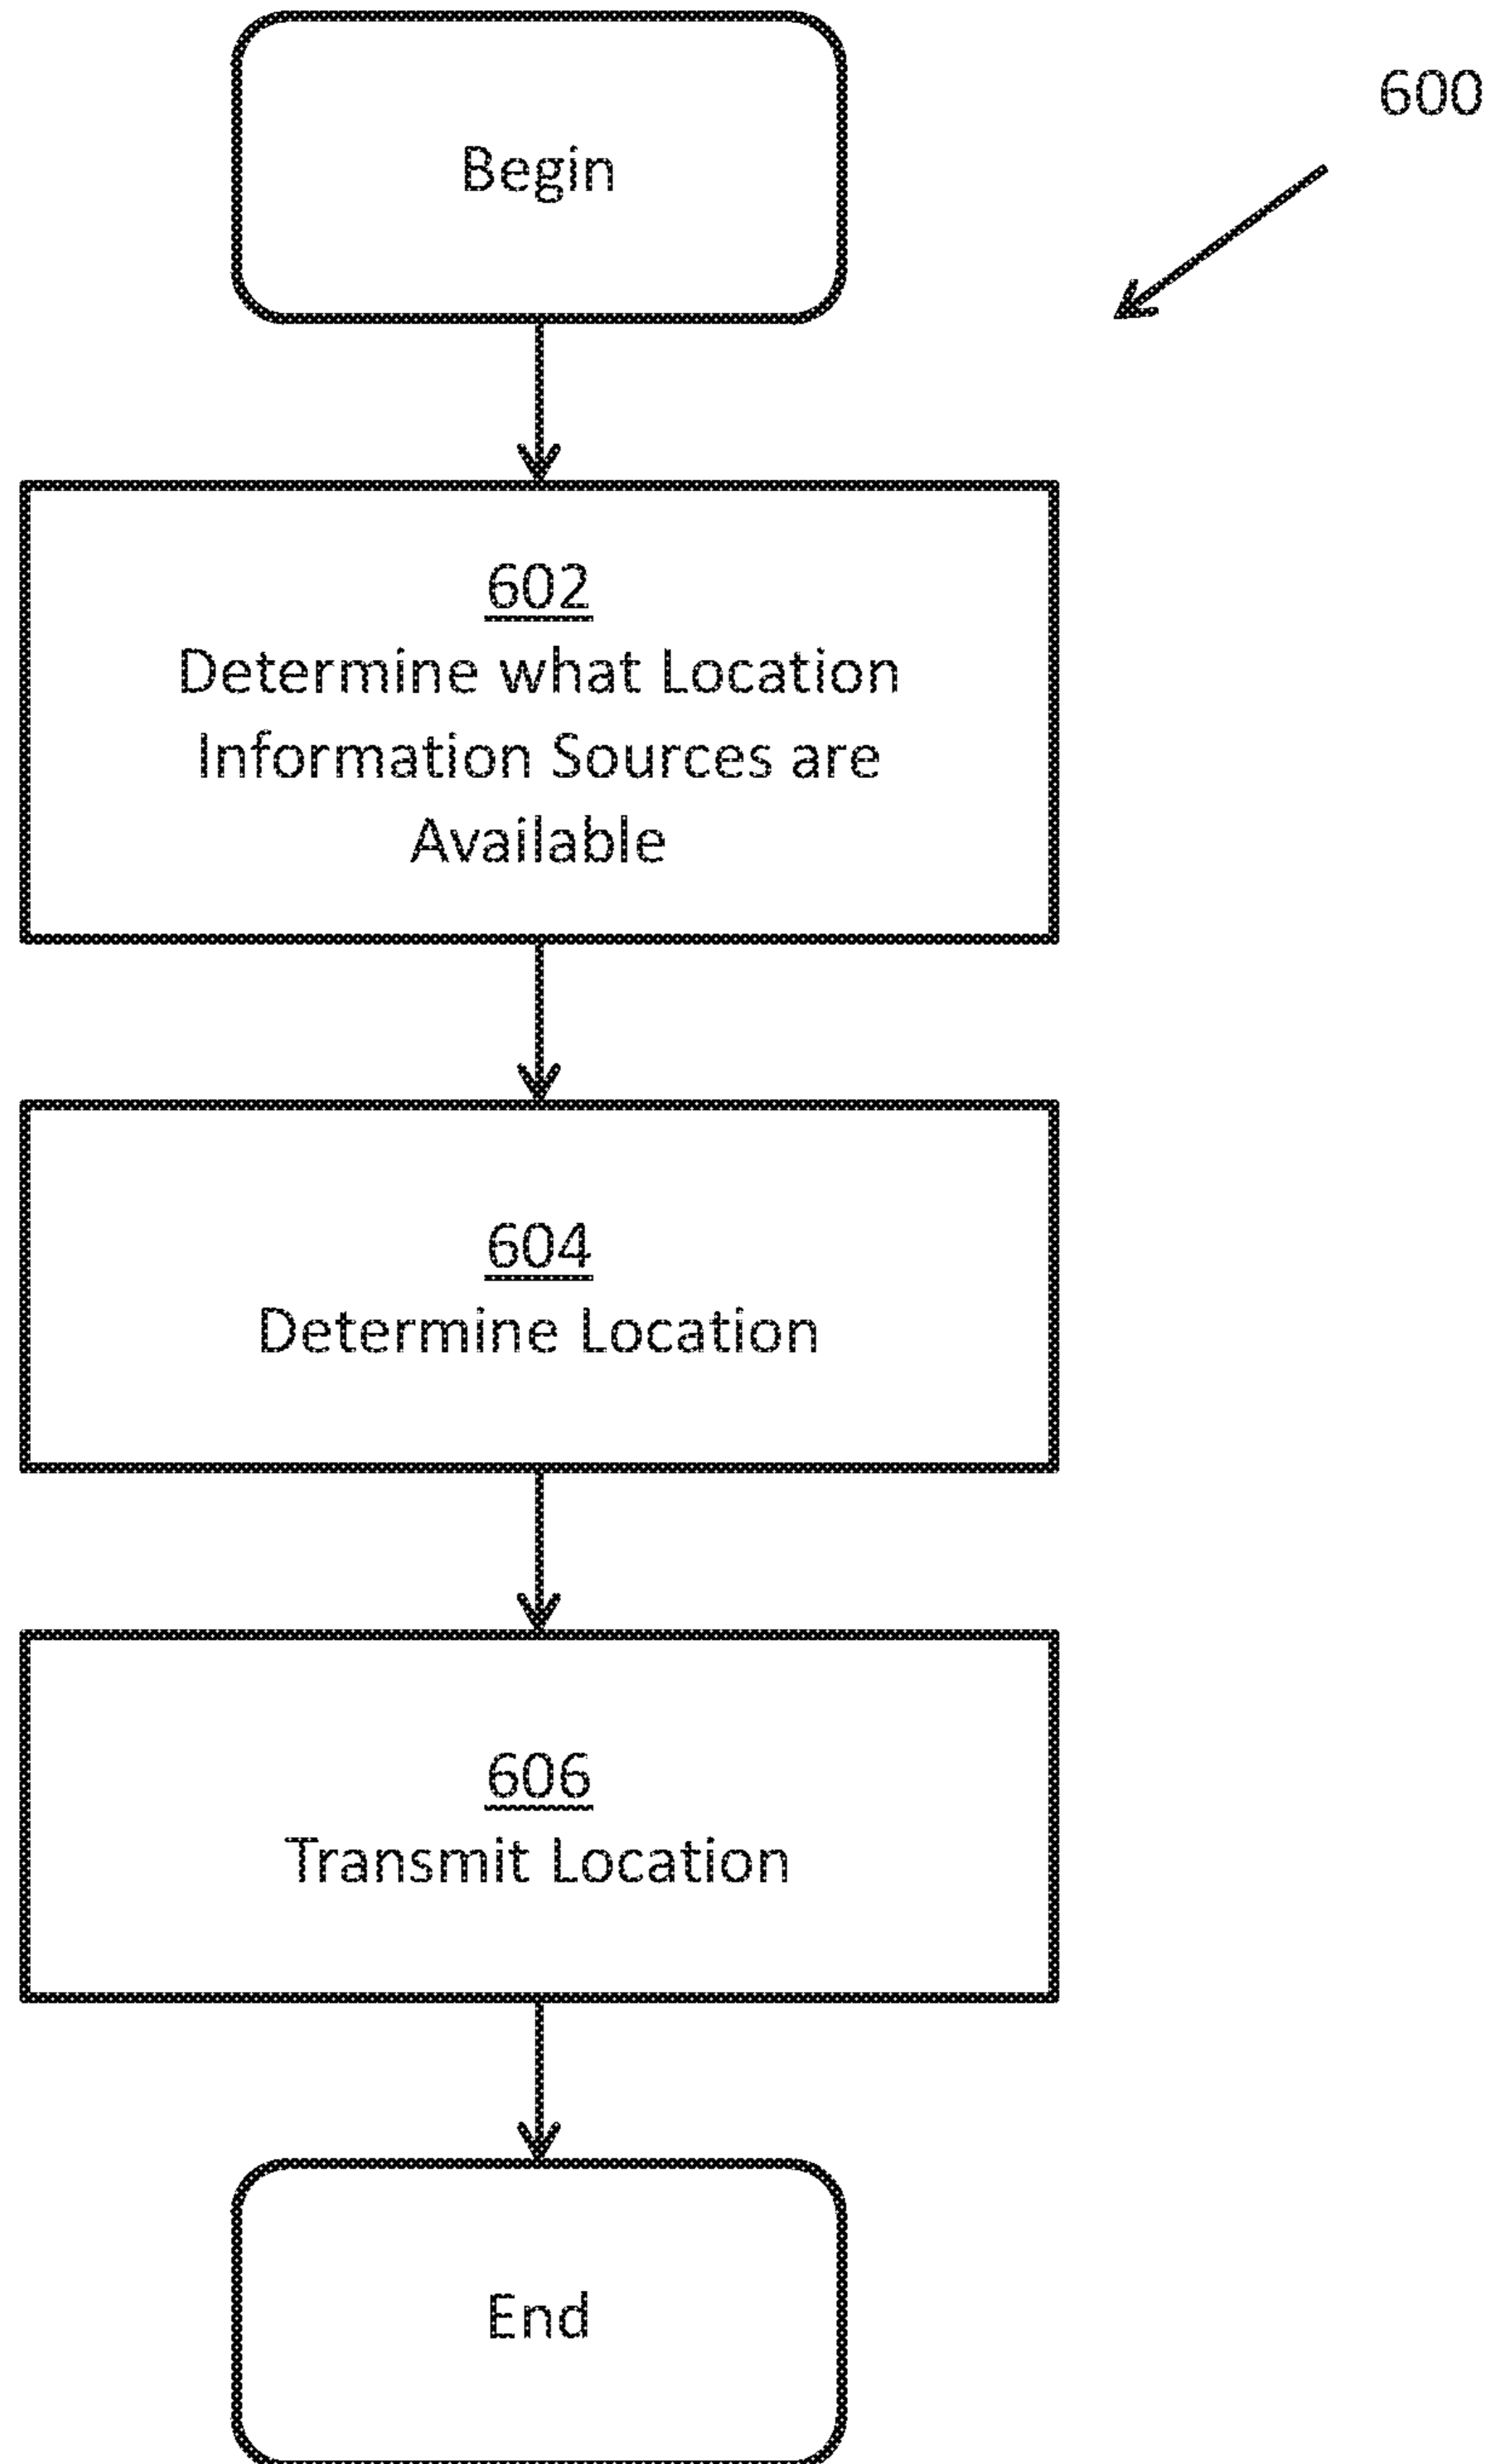 Begin
600
602
Determine what Location
Information Sources are
Available
604
Determine Location
606
Transmit Location
End